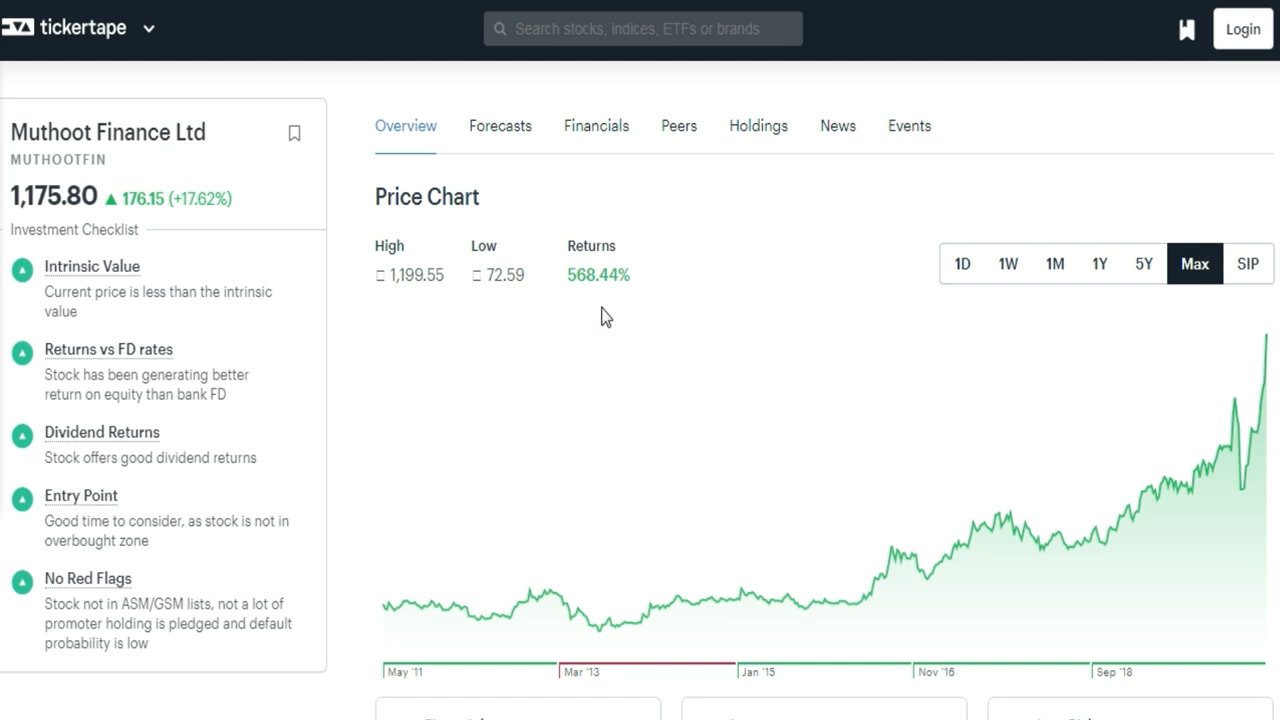 tickertape
Search stocks, indices, ETFs or brands
Login
Muthoot Finance Ltd
MUTHOOTFIN
1,175.80 ▲ 176.15 (+17.62%)
Investment Checklist
Intrinsic Value
Current price is less than the intrinsic
value
Returns vs FD rates
Stock has been generating better
return on equity than bank FD
Dividend Returns
Stock offers good dividend returns
Entry Point
Good time to consider, as stock is not in
overbought zone
No Red Flags
Stock not in ASM/GSM lists, not a lot of
promoter holding is pledged and default
probability is low
Overview Forecasts Financials Peers Holdings News Events
Price Chart
High Low Returns
1,199.55 72.59 568.44%
1D 1W 1M 1Y 5Y Max SIP
May '11 Mar '13 Jan '15 Nov '16 Sep '18